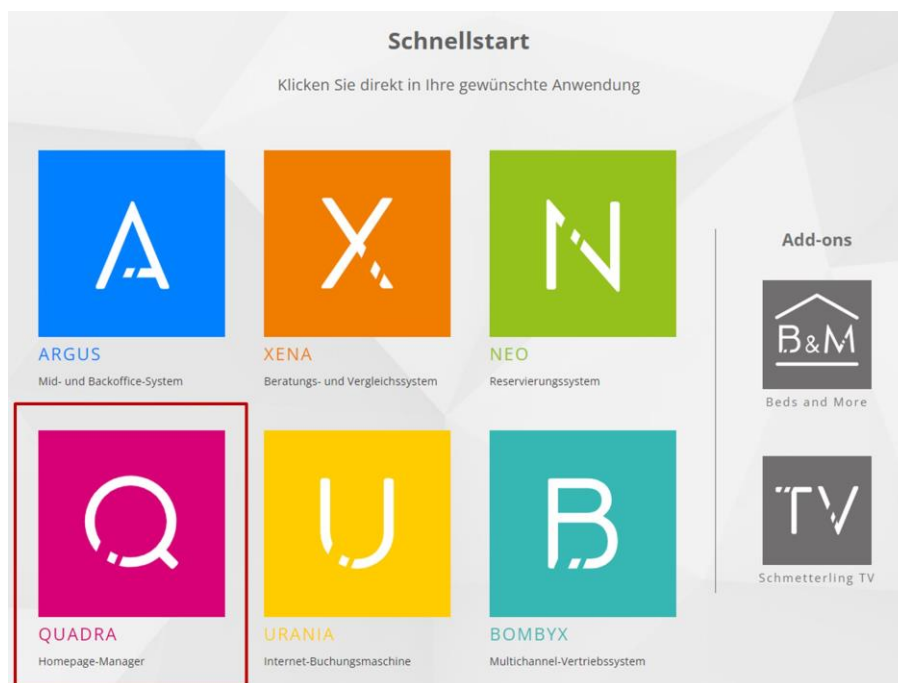 Schnellstart
Klicken Sie direkt in Ihre gewünschte Anwendung
A
X
N
ARGUS
XENA
NEO
Mid- und Backoffice-System
Beratungs- und Vergleichssystem
Reservierungssystem
Q
U
B
QUADRA
URANIA
BOMBYX
Homepage-Manager
Internet-Buchungsmaschine
Multichannel-Vertriebssystem
Add-ons
B&M
Beds and More
TV
Schmetterling TV